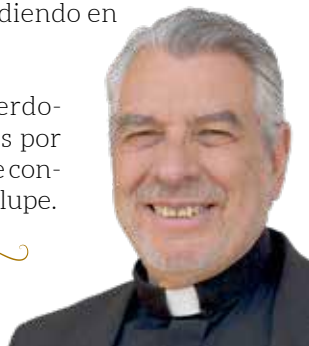 diendo en
erdo-
s por
e con-
lupe.